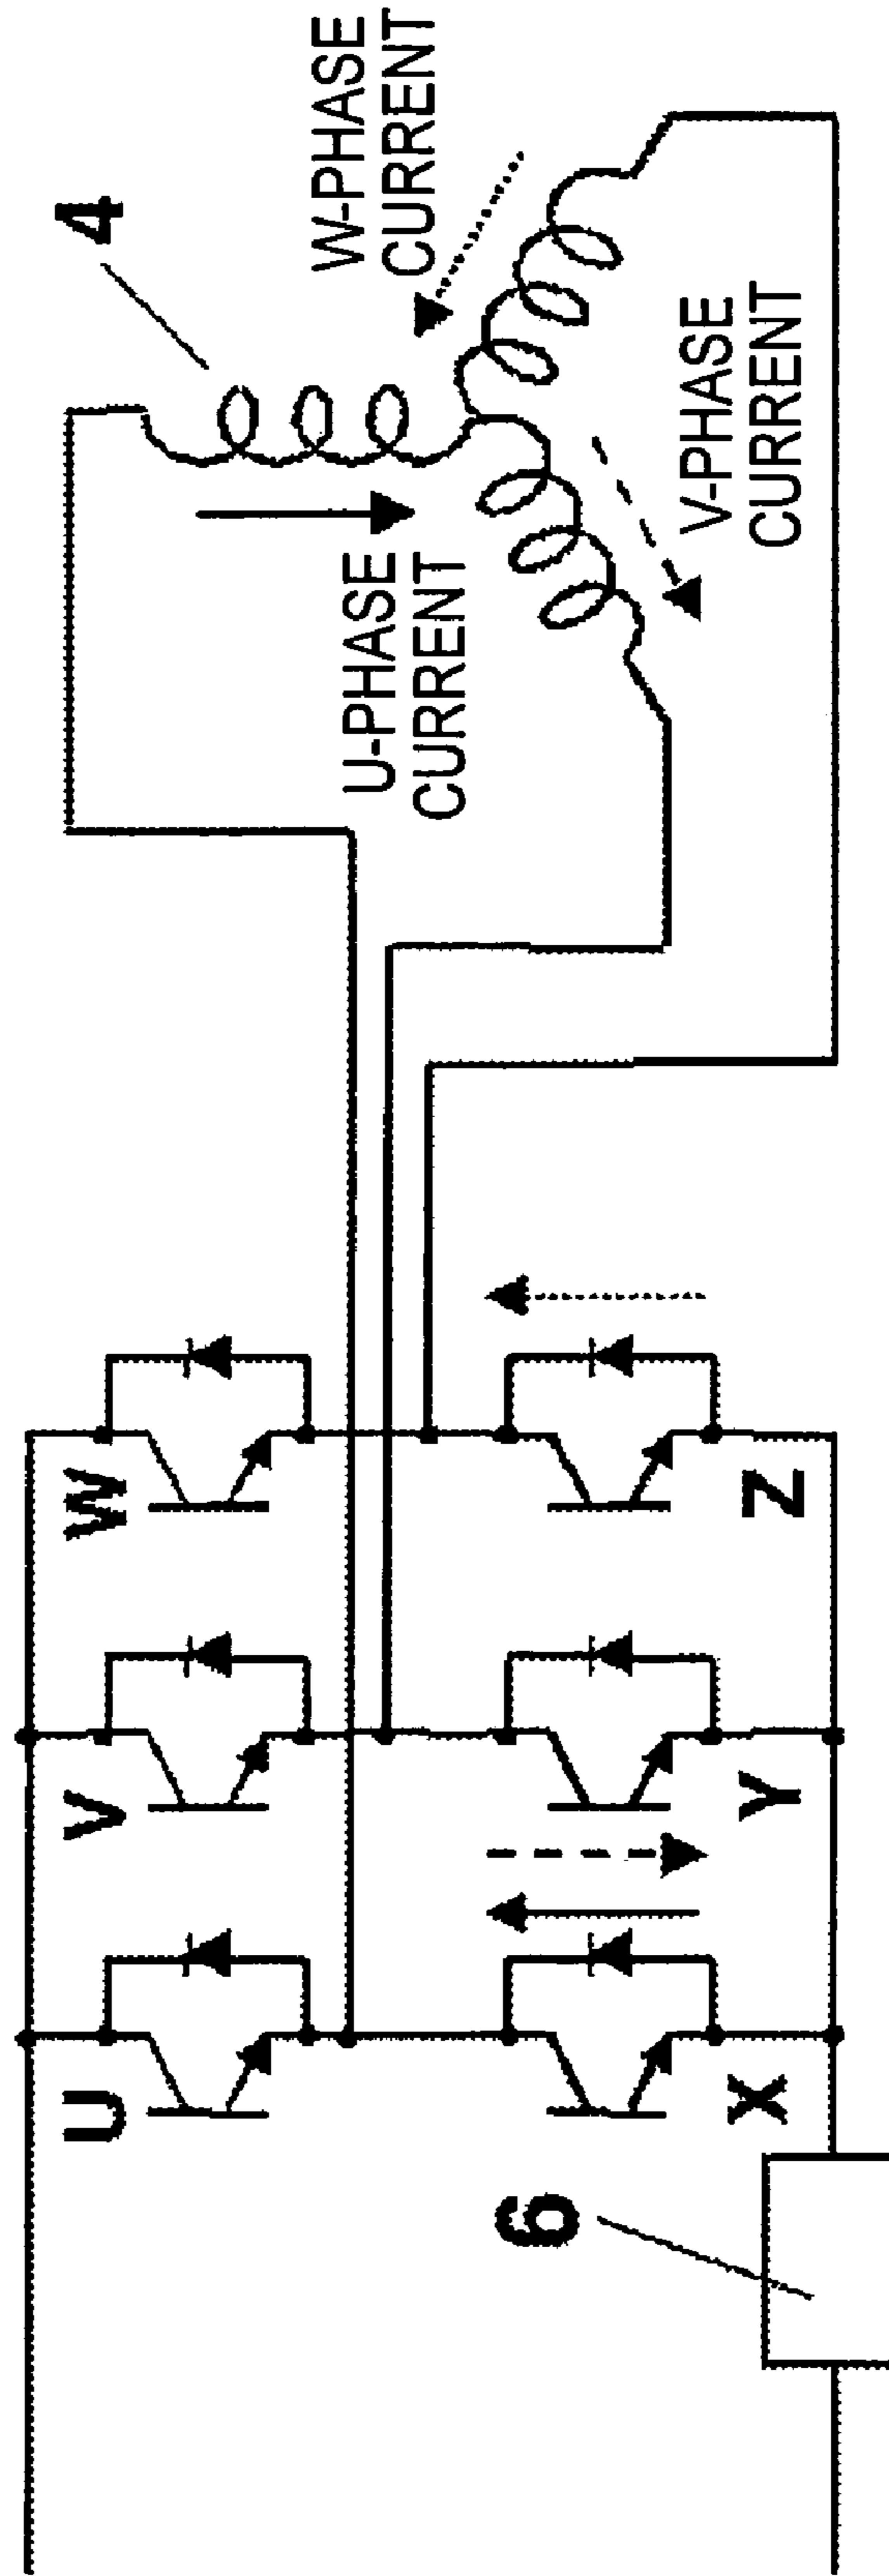 4
W-PHASE
CURRENT
U-PHASE
CURRENT
V-PHASE
CURRENT
U
V
W
X
Y
Z
6